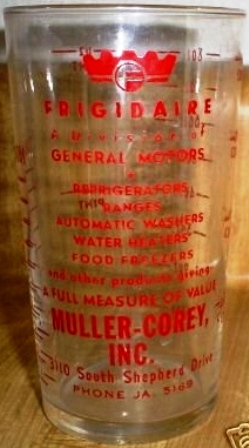 FRIGIDAIRE
A Division of
GENERAL MOTORS
REFRIGERATORS
RANGES
AUTOMATIC WASHERS
WATER HEATERS
FOOD FREEZERS
and other products giving
A FULL MEASURE OF VALUE
MULLER-COREY,
INC.
3110 South Shepherd Drive
PHONE JA. 5169